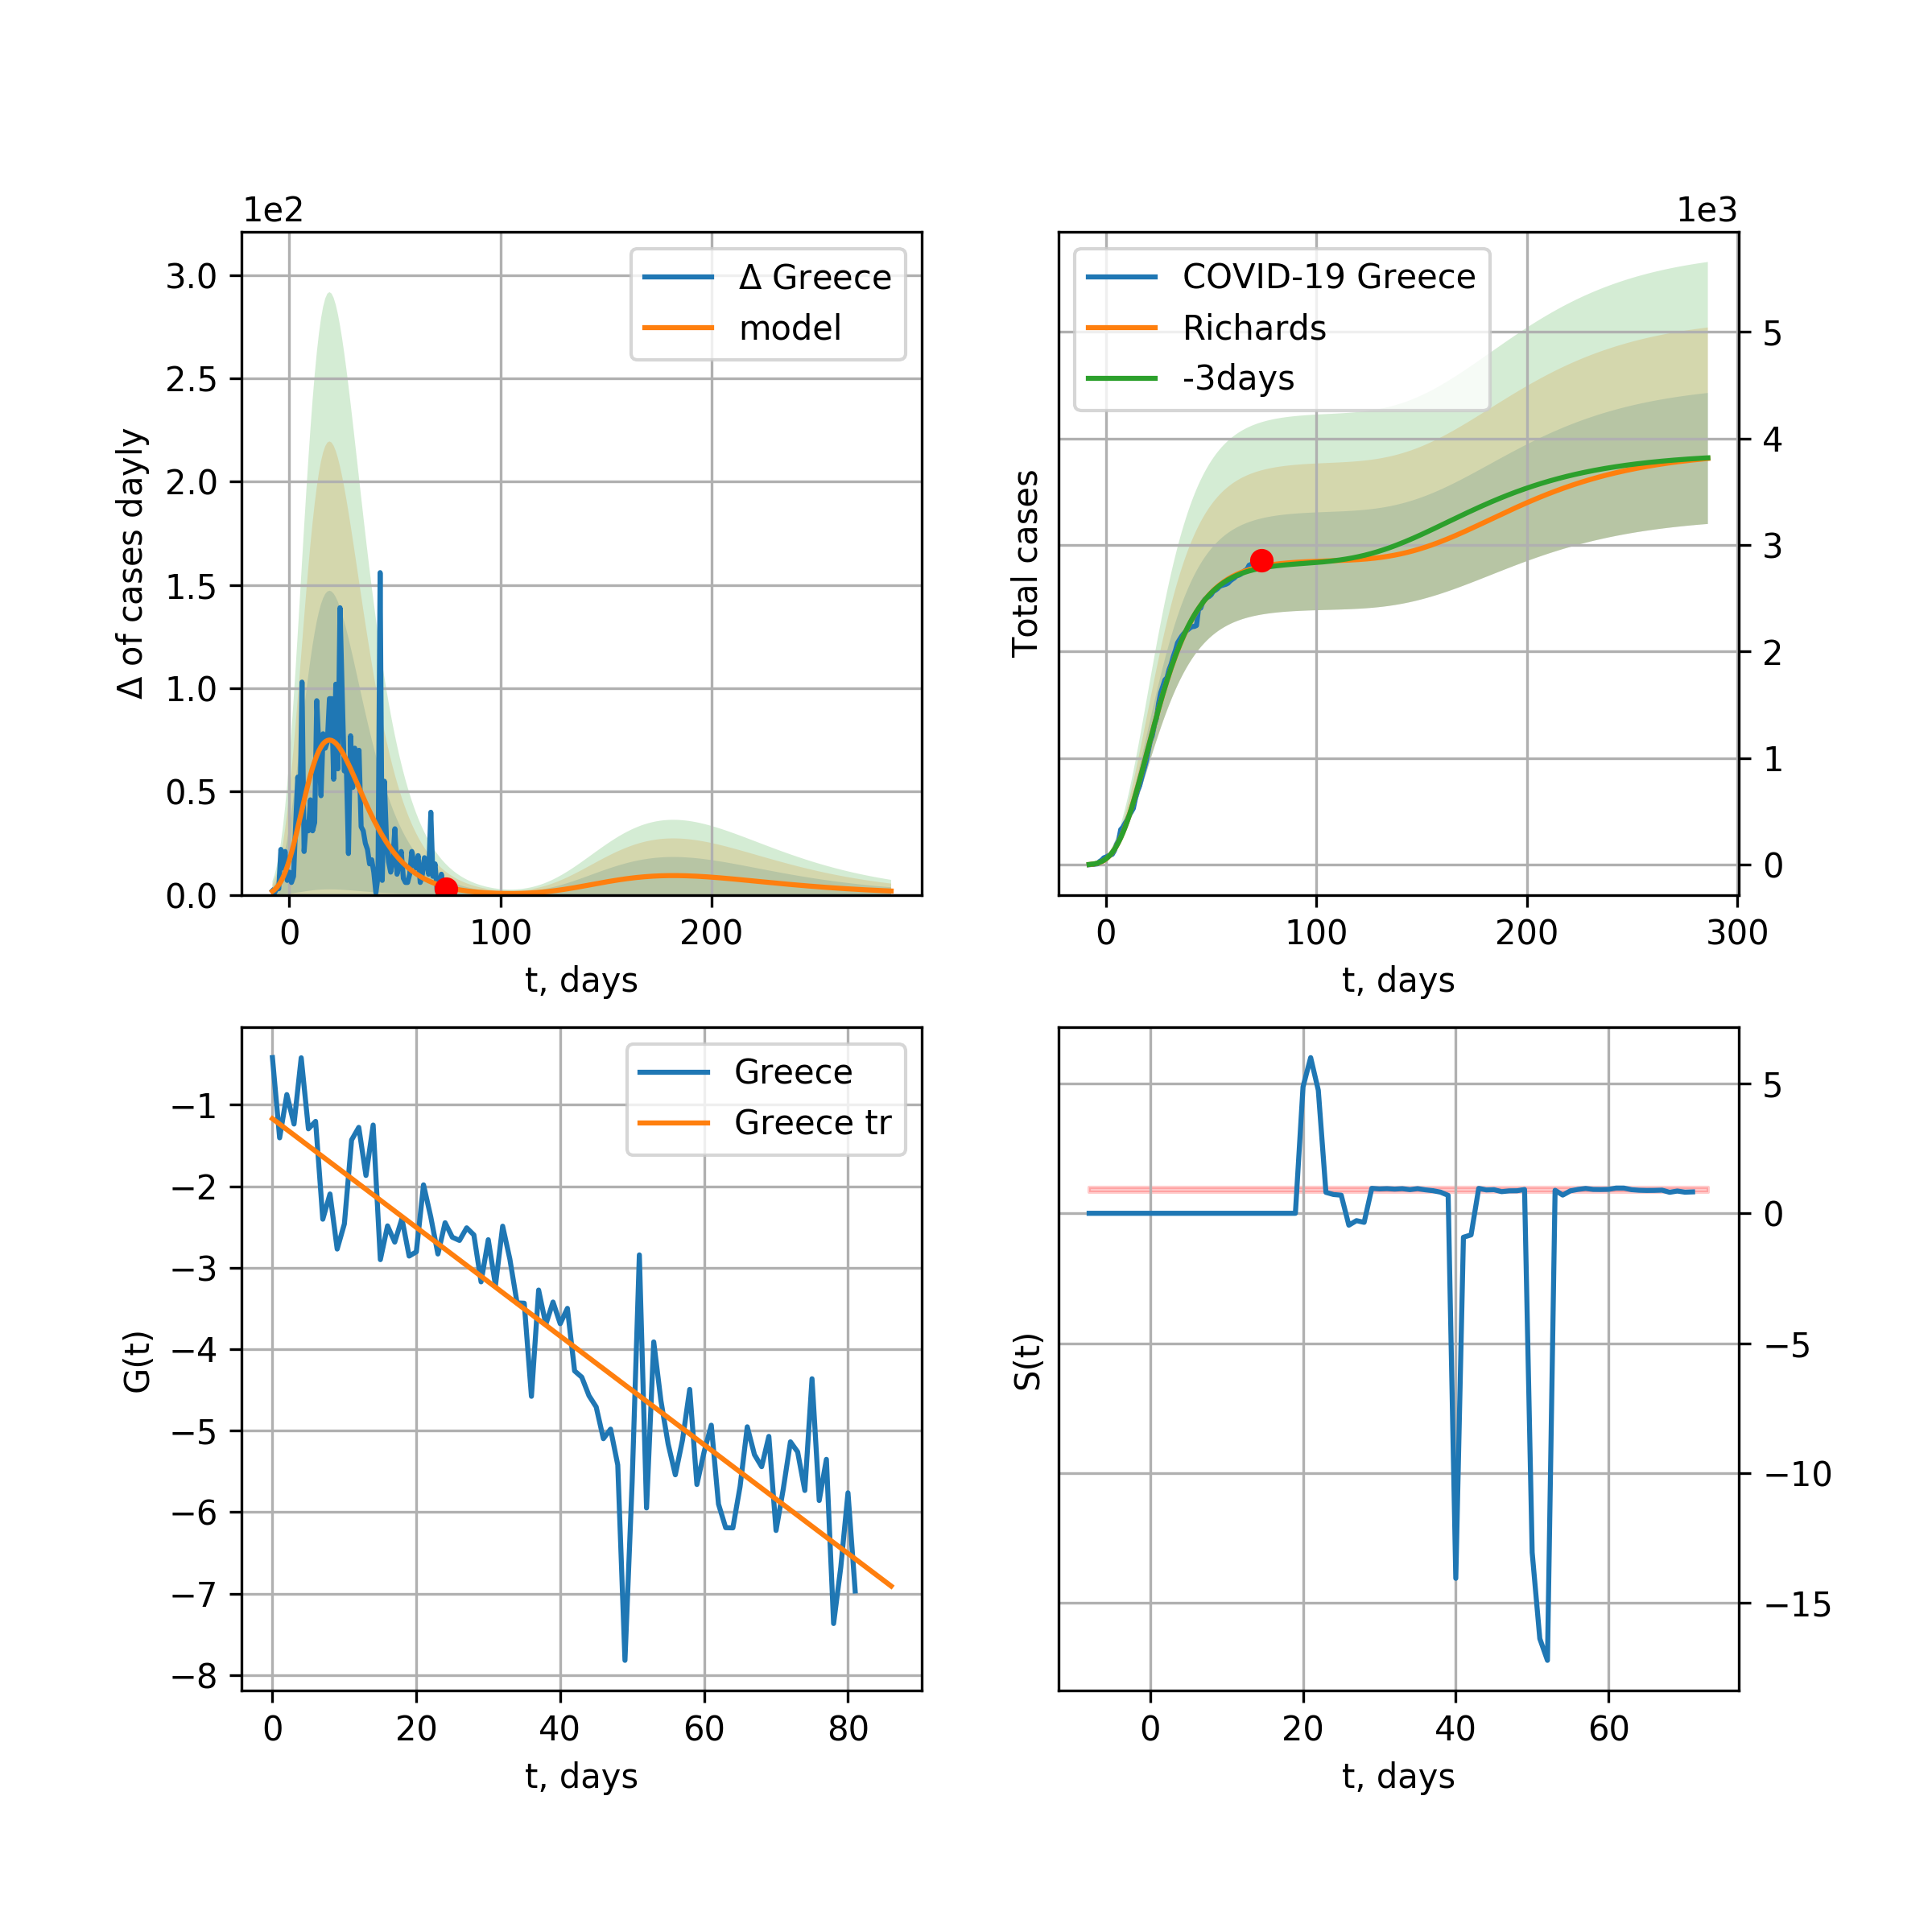 1e2
3.0
2.5
2.0
1.5
1.0
0.5
0.0
Δ of cases dayly
Δ Greece
model
0 100 200
t, days
1e3
5
4
3
2
1
0
Total cases
COVID-19 Greece
Richards
-3days
0 100 200 300
t, days
−1
−2
−3
−4
−5
−6
−7
−8
G(t)
Greece
Greece tr
0 20 40 60 80
t, days
5
0
−5
−10
−15
S(t)
0 20 40 60
t, days